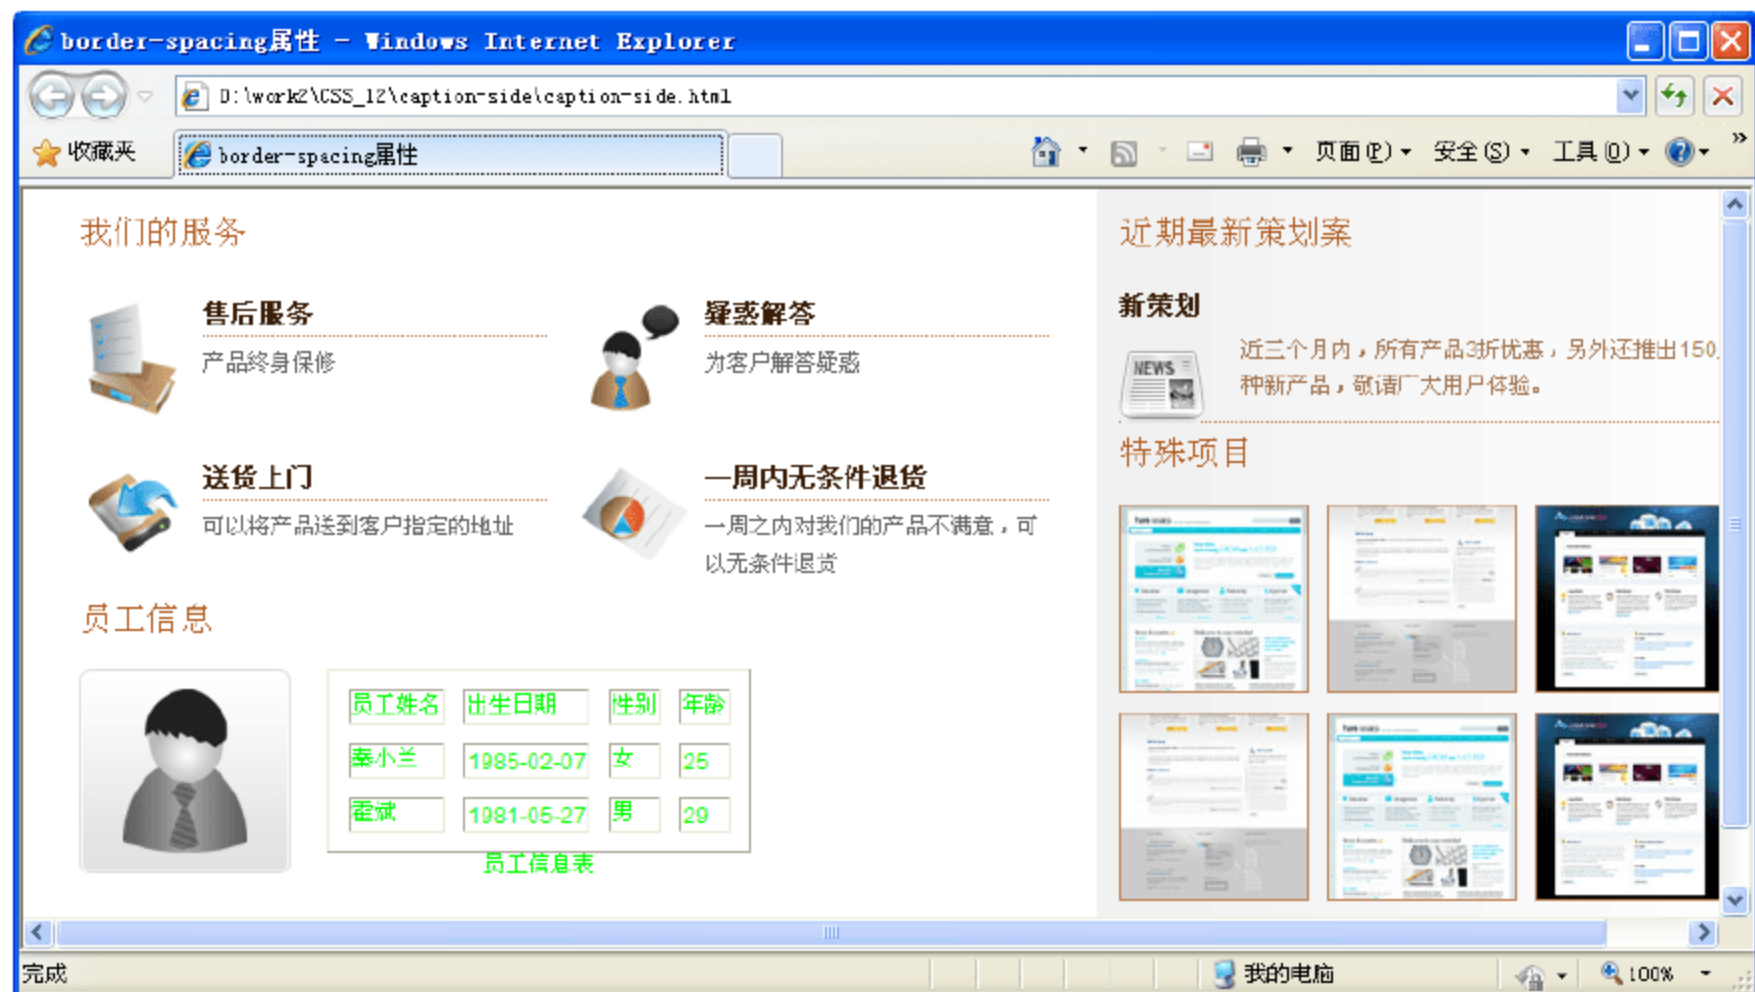 border-spacing属性 - Windows Internet Explorer
D:\work2\CSS_12\caption-side\caption-side.html
收藏夹
border-spacing属性
页面(P)
安全(S)
工具(O)
»
我们的服务
售后服务
产品终身保修
疑惑解答
为客户解答疑惑
送货上门
可以将产品送到客户指定的地址
一周内无条件退货
一周之内对我们的产品不满意，可
以无条件退货
员工信息
员工姓名 出生日期 性别 年龄
秦小兰 1985-02-07 女 25
霍斌 1981-05-27 男 29
员工信息表
近期最新策划案
新策划
NEWS
近三个月内，所有产品3折优惠，另外还推出150
种新产品，敬请广大用户体验。
特殊项目
完成
我的电脑
100%